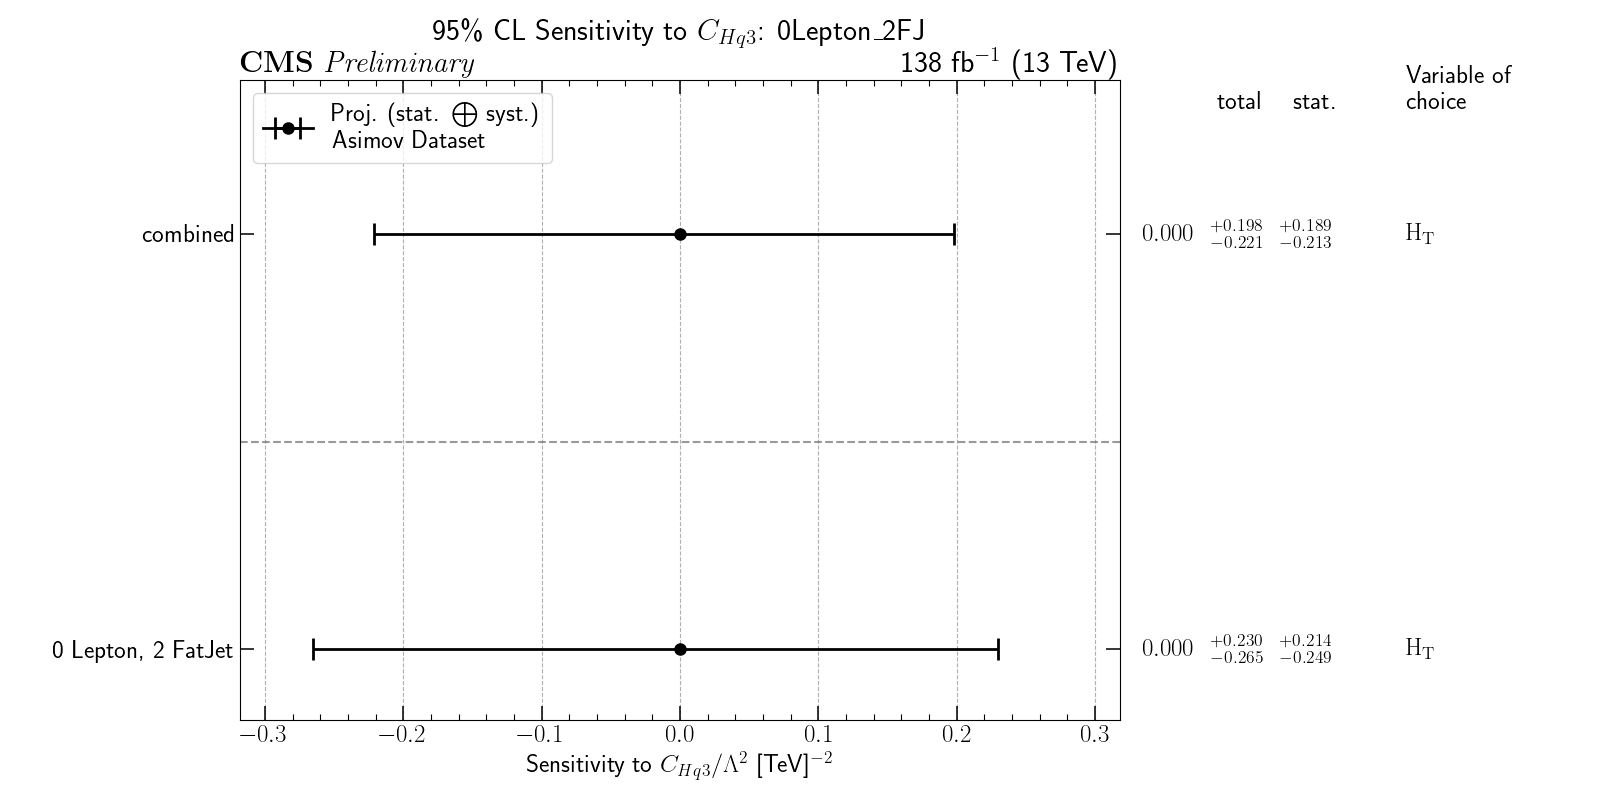 95% CL Sensitivity to C_{Hq3}: 0Lepton_2FJ
CMS Preliminary
138 fb^{-1} (13 TeV)
Variable of
choice
total
stat.
Proj. (stat. ⨁ syst.)
Asimov Dataset
combined
0.000 +0.198 −0.221 +0.189 −0.213 H_T
0 Lepton, 2 FatJet
0.000 +0.230 −0.265 +0.214 −0.249 H_T
−0.3 −0.2 −0.1 0.0 0.1 0.2 0.3
Sensitivity to C_{Hq3}/Λ^2 [TeV]^{−2}